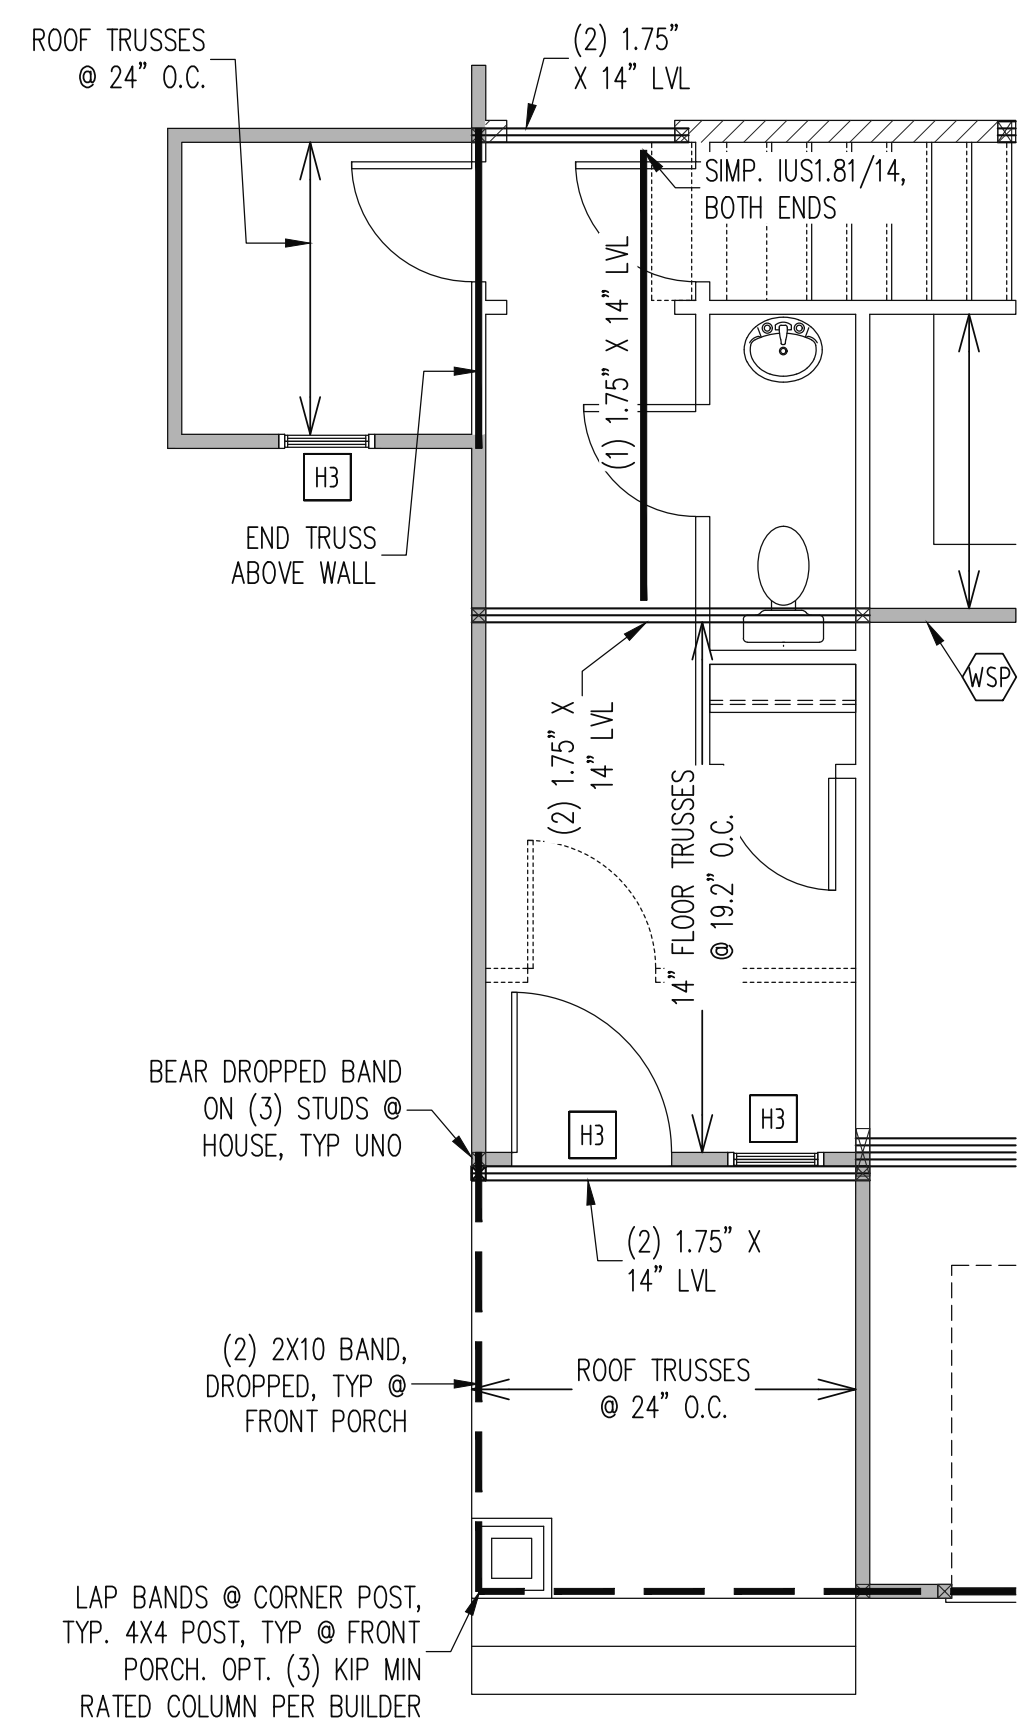 ROOF TRUSSES
@ 24" O.C.
(2) 1.75"
X 14" LVL
SIMP. IUS1.81/14,
BOTH ENDS
(1) 1.75" X 14" LVL
H3
END TRUSS
ABOVE WALL
WSP
(2) 1.75" X
14" LVL
14" FLOOR TRUSSES
@ 19.2" O.C.
BEAR DROPPED BAND
ON (3) STUDS @
HOUSE, TYP UNO
H3
H3
(2) 1.75" X
14" LVL
(2) 2X10 BAND,
DROPPED, TYP @
FRONT PORCH
ROOF TRUSSES
@ 24" O.C.
LAP BANDS @ CORNER POST,
TYP. 4X4 POST, TYP @ FRONT
PORCH. OPT. (3) KIP MIN
RATED COLUMN PER BUILDER